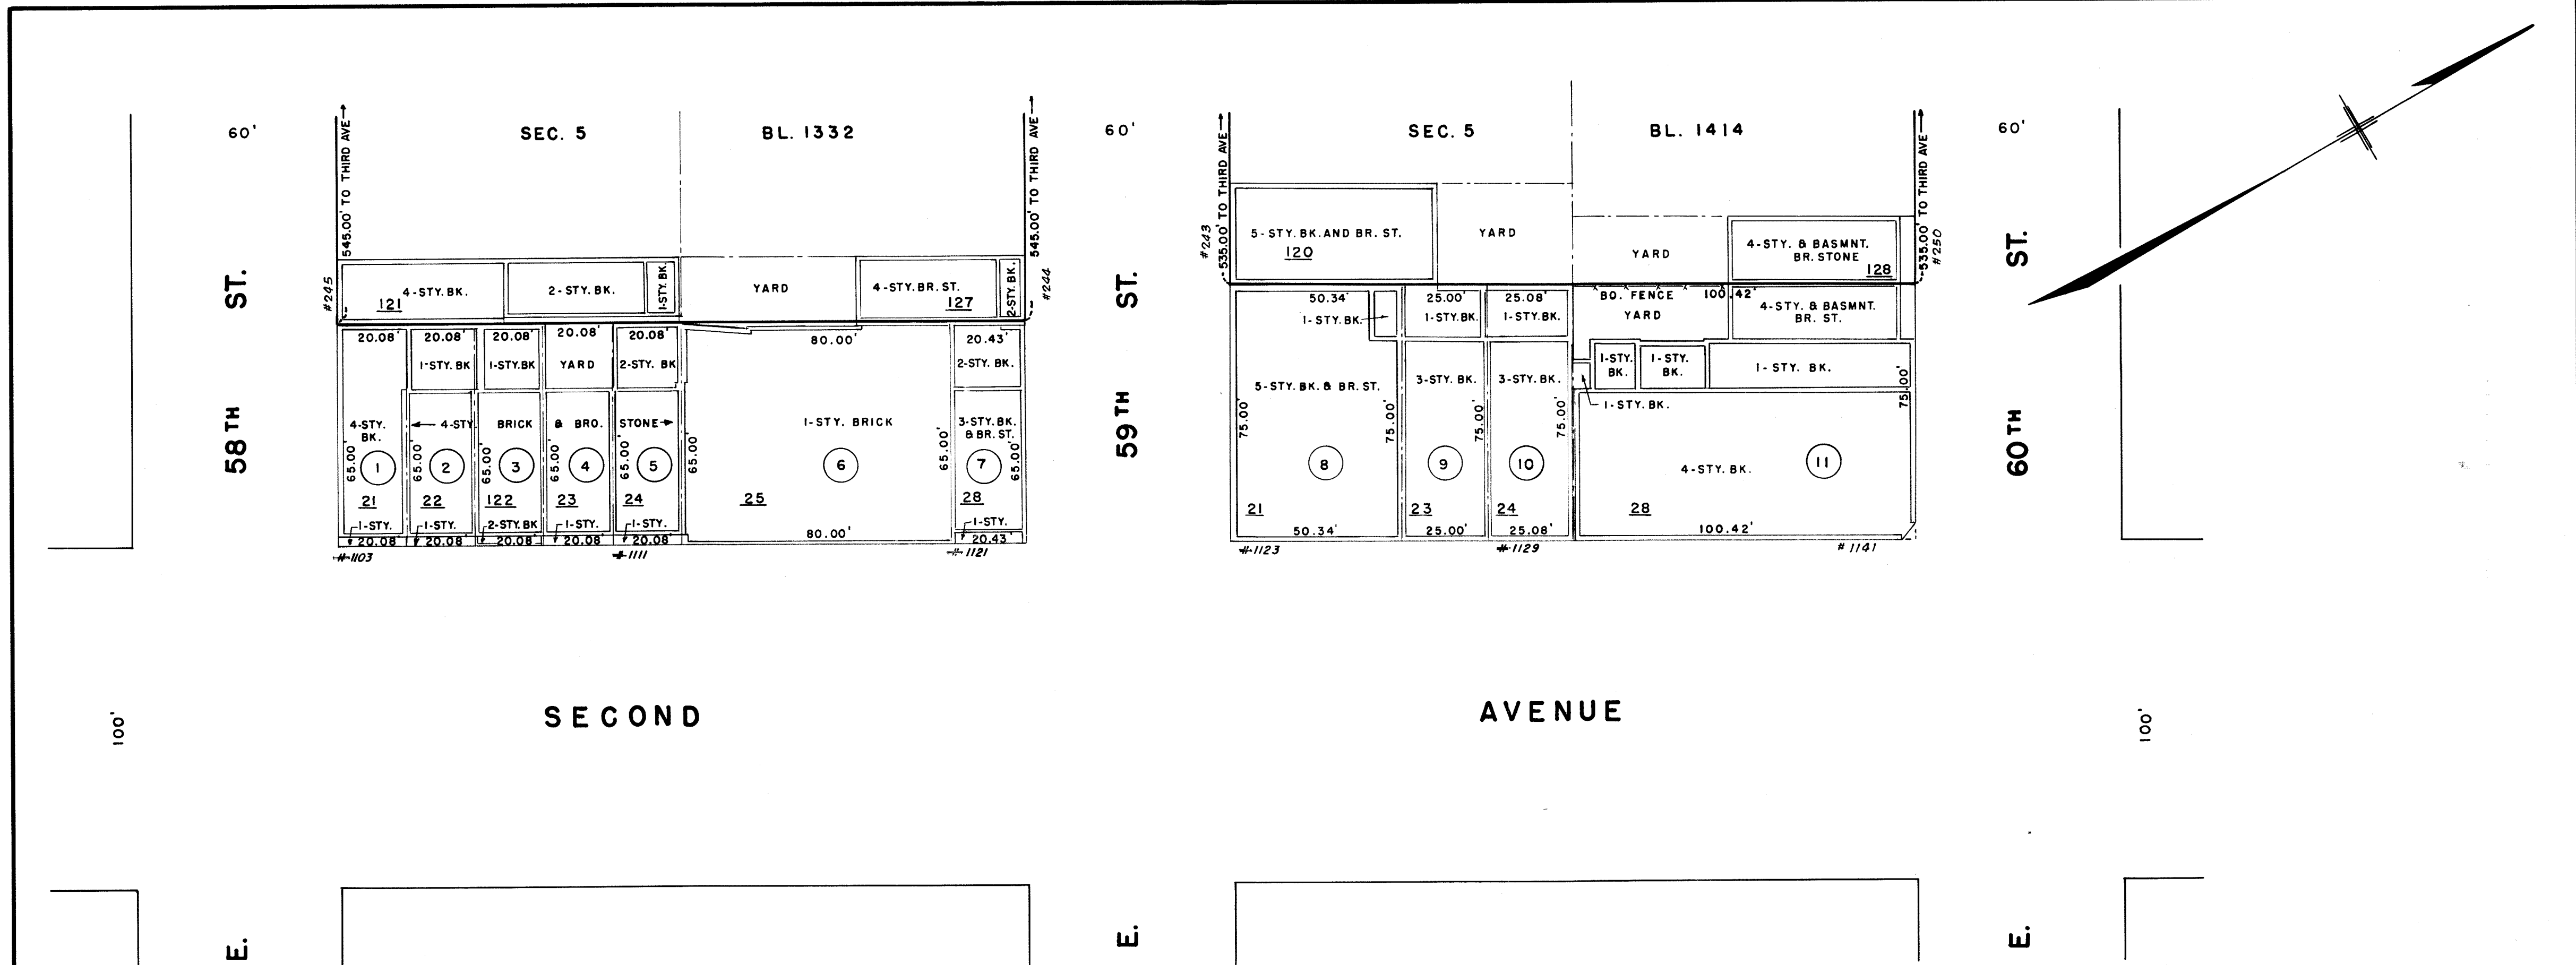 60'
SEC. 5
BL. 1332
60'
SEC. 5
BL. 1414
60'
545.00' TO THIRD AVE
545.00' TO THIRD AVE
535.00' TO THIRD AVE
535.00' TO THIRD AVE
#245
#244
#243
#250
4-STY. BK.
121
2-STY. BK.
1-STY. BK.
YARD
4-STY. BR. ST.
127
2-STY. BK.
5-STY. BK. AND BR. ST.
120
YARD
YARD
4-STY. & BASMNT.
BR. STONE
128
58TH ST.
59TH ST.
60TH ST.
20.08'
20.08'
20.08'
20.08'
20.08'
80.00'
20.43'
1-STY. BK
1-STY. BK
YARD
2-STY. BK
2-STY. BK.
4-STY.
BK.
4-STY. BRICK & BRO. STONE
1-STY. BRICK
3-STY. BK.
& BR. ST.
65.00'
65.00'
65.00'
65.00'
65.00'
65.00'
65.00'
65.00'
1
2
3
4
5
6
7
21
22
122
23
24
25
28
1-STY.
1-STY.
2-STY. BK
1-STY.
1-STY.
1-STY.
20.08'
20.08'
20.08'
20.08'
20.08'
80.00'
20.43'
#1103
#1111
#1121
50.34'
25.00'
25.08'
BO. FENCE
100.42'
1-STY. BK.
1-STY. BK.
1-STY. BK.
YARD
4-STY. & BASMNT.
BR. ST.
1-STY.
BK.
1-STY.
BK.
1-STY. BK.
5-STY. BK. & BR. ST.
3-STY. BK.
3-STY. BK.
1-STY. BK.
75.00'
75.00'
75.00'
75.00'
75.00'
8
9
10
11
4-STY. BK.
21
23
24
28
50.34'
25.00'
25.08'
100.42'
#1123
#1129
#1141
100'
SECOND AVENUE
100'
E.
E.
E.